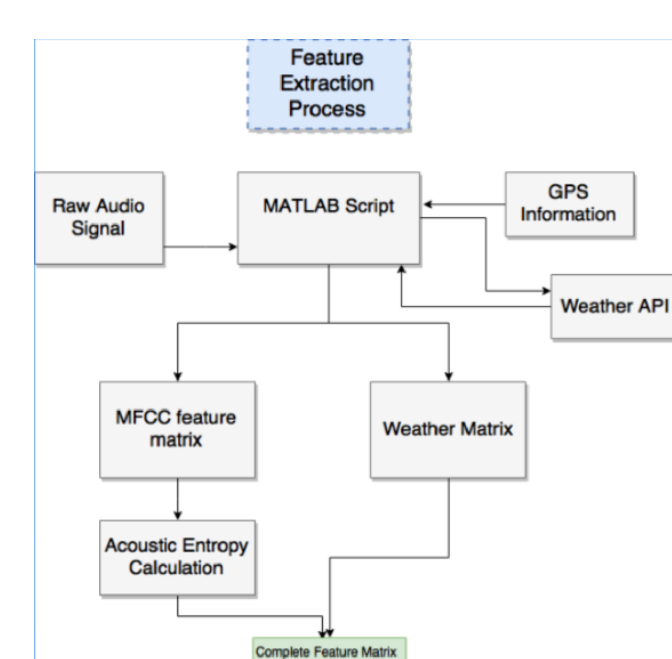 Feature
Extraction
Process
Raw Audio
Signal
MATLAB Script
GPS
Information
Weather API
MFCC feature
matrix
Weather Matrix
Acoustic Entropy
Calculation
Complete Feature Matrix